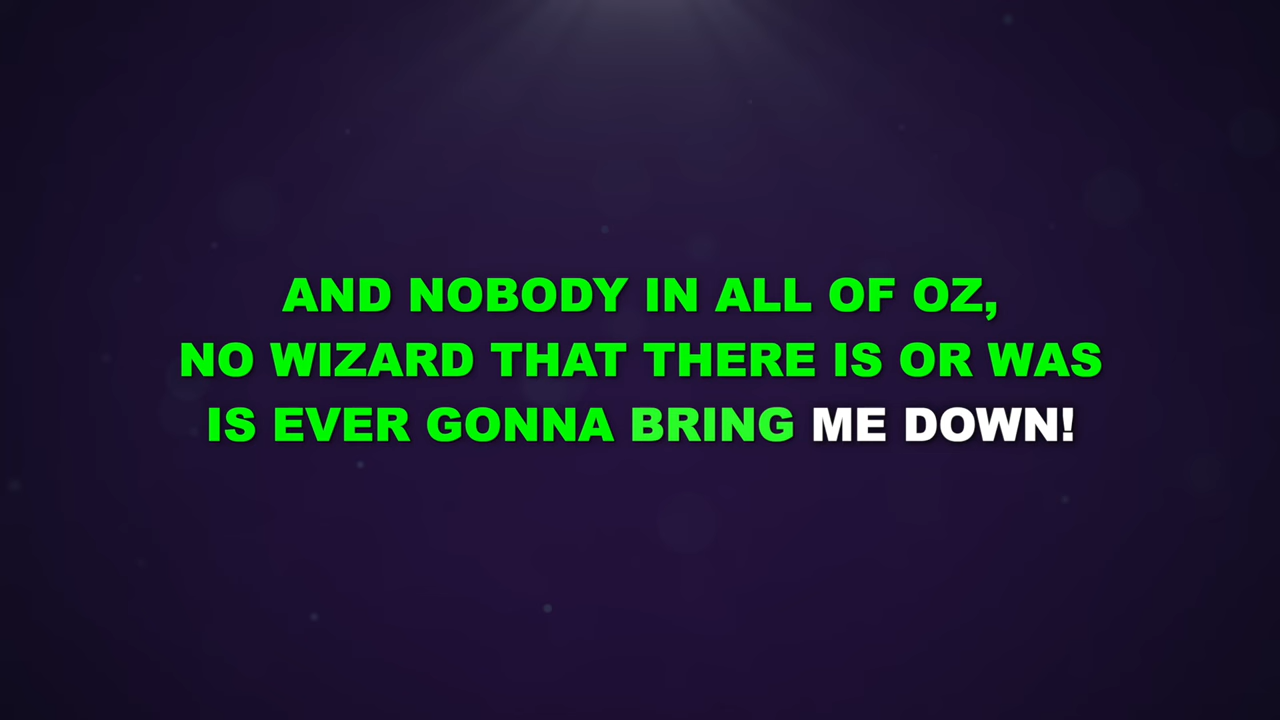 AND NOBODY IN ALL OF OZ,
NO WIZARD THAT THERE IS OR WAS
IS EVER GONNA BRING ME DOWN!